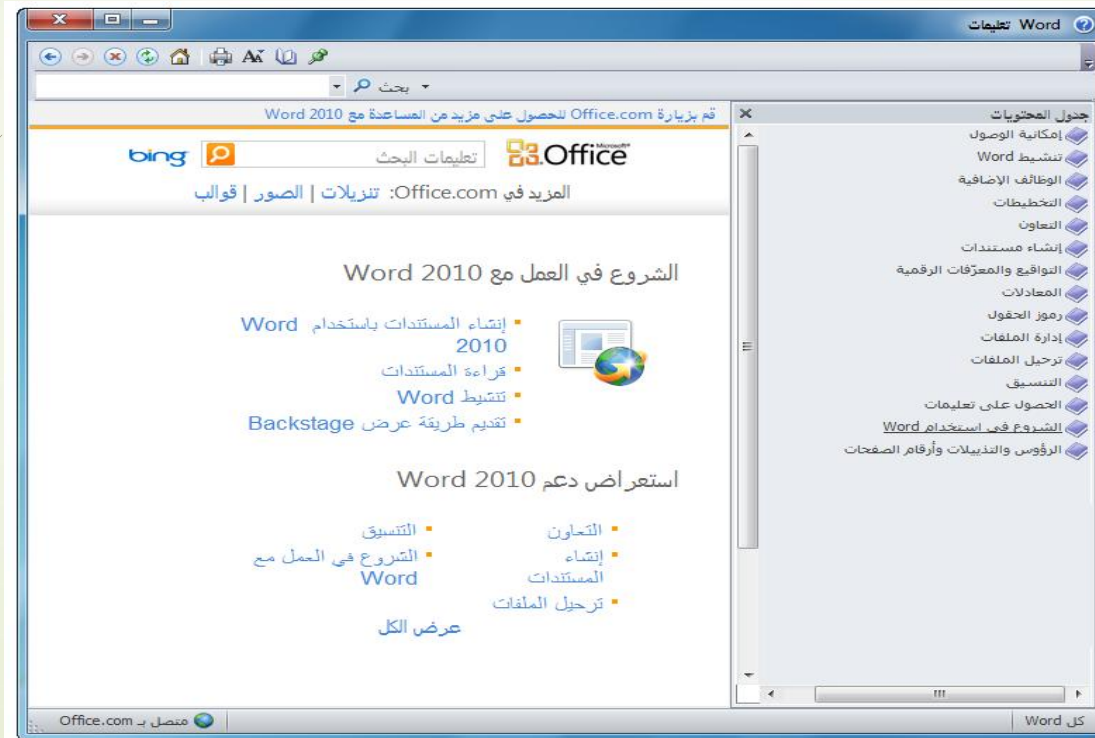 تعليمات Word
بحث
جدول المحتويات
إمكانية الوصول
تنشيط Word
الوظائف الإضافية
التخطيطات
التعاون
إنشاء مستندات
التواقيع والمعرّفات الرقمية
المعادلات
رموز الحقول
إدارة الملفات
ترحيل الملفات
التنسيق
الحصول على تعليمات
الشروع في استخدام Word
الرؤوس والتذييلات وأرقام الصفحات
قم بزيارة Office.com للحصول على مزيد من المساعدة مع Word 2010
Microsoft Office تعليمات البحث bing
المزيد في Office.com: تنزيلات | الصور | قوالب
الشروع في العمل مع Word 2010
إنشاء المستندات باستخدام Word
2010
قراءة المستندات
تنشيط Word
تقديم طريقة عرض Backstage
استعراض دعم Word 2010
التعاون
إنشاء
المستندات
ترحيل الملفات
التنسيق
الشروع في العمل مع
Word
عرض الكل
كل Word
متصل بـ Office.com